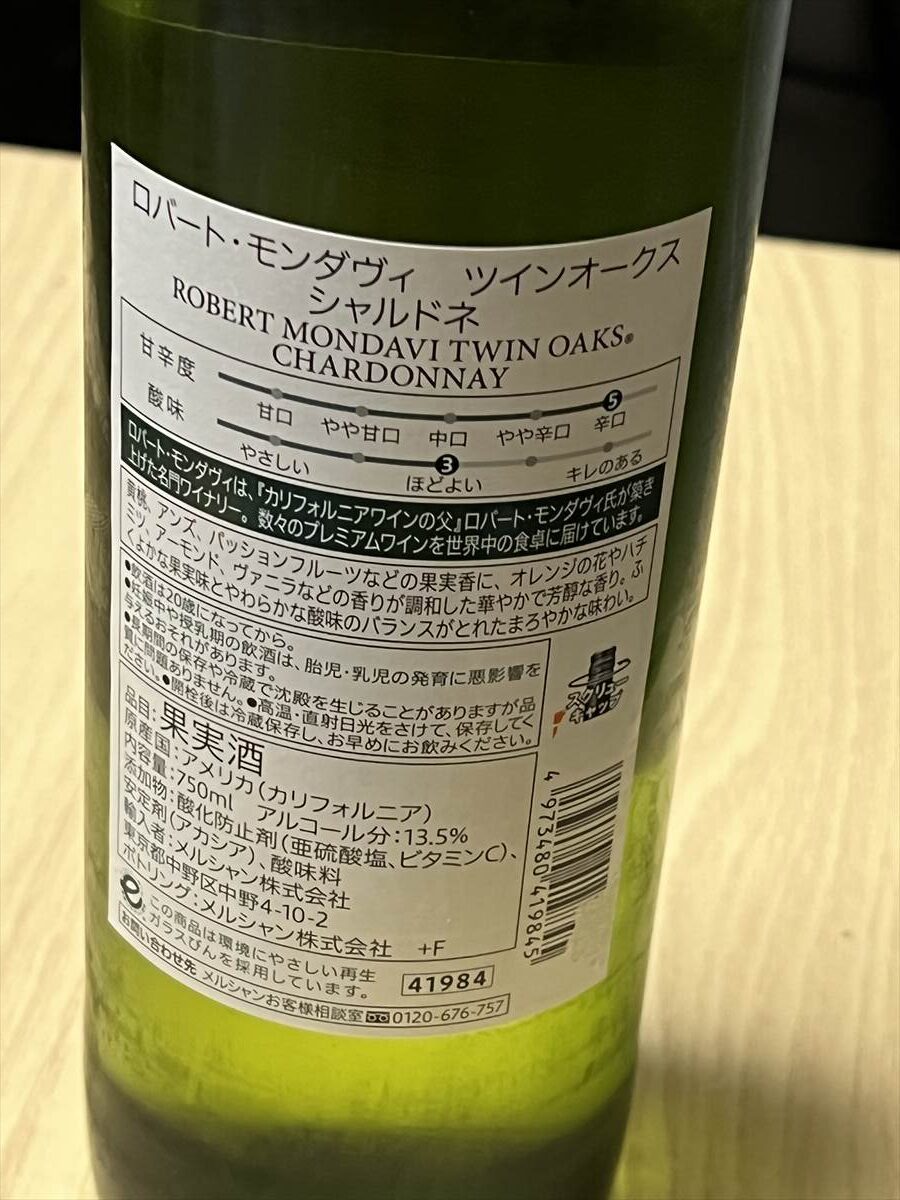 ロバート・モンダヴィ ツインオークス
シャルドネ
ROBERT MONDAVI TWIN OAKS®
CHARDONNAY
甘辛度
甘口 やや甘口 中口 やや辛口 5 辛口
酸味
やさしい 3 ほどよい キレのある
ロバート・モンダヴィは、『カリフォルニアワインの父』ロバート・モンダヴィ氏が築き
上げた名門ワイナリー。数々のプレミアムワインを世界中の食卓に届けています。
黄桃、アンズ、パッションフルーツなどの果実香に、オレンジの花やハチ
ミツ、アーモンド、ヴァニラなどの香りが調和した華やかで芳醇な香り。ふ
くよかな果実味とやわらかな酸味のバランスがとれたまろやかな味わい。
●飲酒は20歳になってから。
●妊娠中や授乳期の飲酒は、胎児・乳児の発育に悪影響を
与えるおそれがあります。
●長期間の保存や冷蔵で沈殿を生じることがありますが品
質に問題ありません。●高温・直射日光をさけて、保存してく
ださい。●開栓後は冷蔵保存し、お早めにお飲みください。
スクリュー
キャップ
品目:果実酒
原産国:アメリカ(カリフォルニア)
内容量:750ml アルコール分:13.5%
添加物:酸化防止剤(亜硫酸塩、ビタミンC)、
安定剤(アカシア)、酸味料
輸入者:メルシャン株式会社
東京都中野区中野4-10-2
ボトリング:メルシャン株式会社 +F
この商品は環境にやさしい再生
ガラスびんを採用しています。
41984
お問い合わせ先 メルシャンお客様相談室 0120-676-757
4 973480 419845